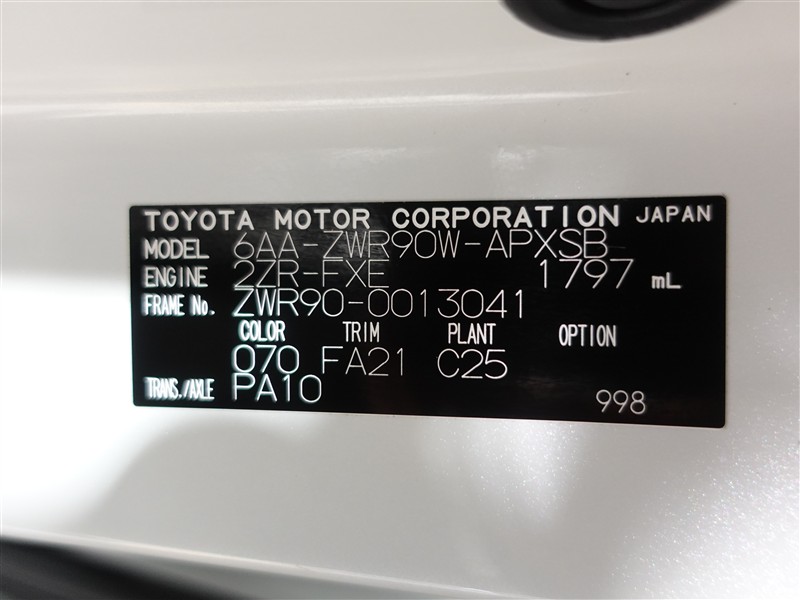 TOYOTA MOTOR CORPORATION JAPAN
MODEL 6AA-ZWR90W-APXSB
ENGINE 2ZR-FXE 1797 mL
FRAME No. ZWR90-0013041
COLOR TRIM PLANT OPTION
070 FA21 C25
TRANS./AXLE PA10
998